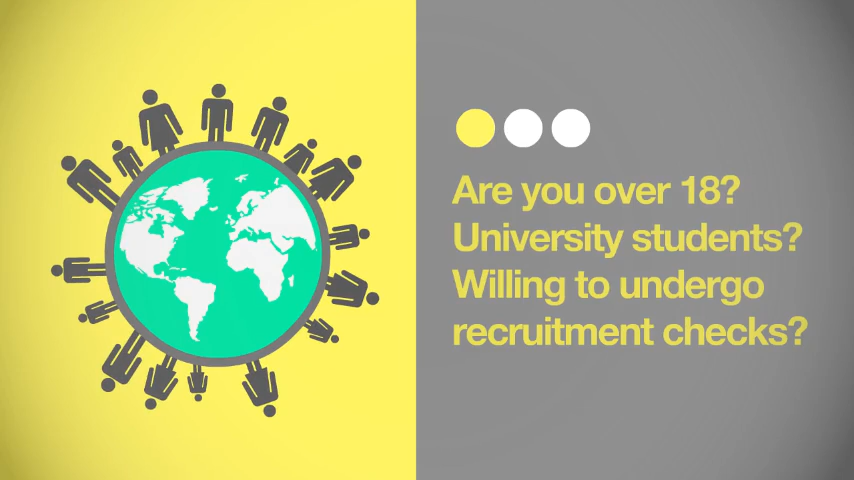 Are you over 18?
University students?
Willing to undergo
recruitment checks?